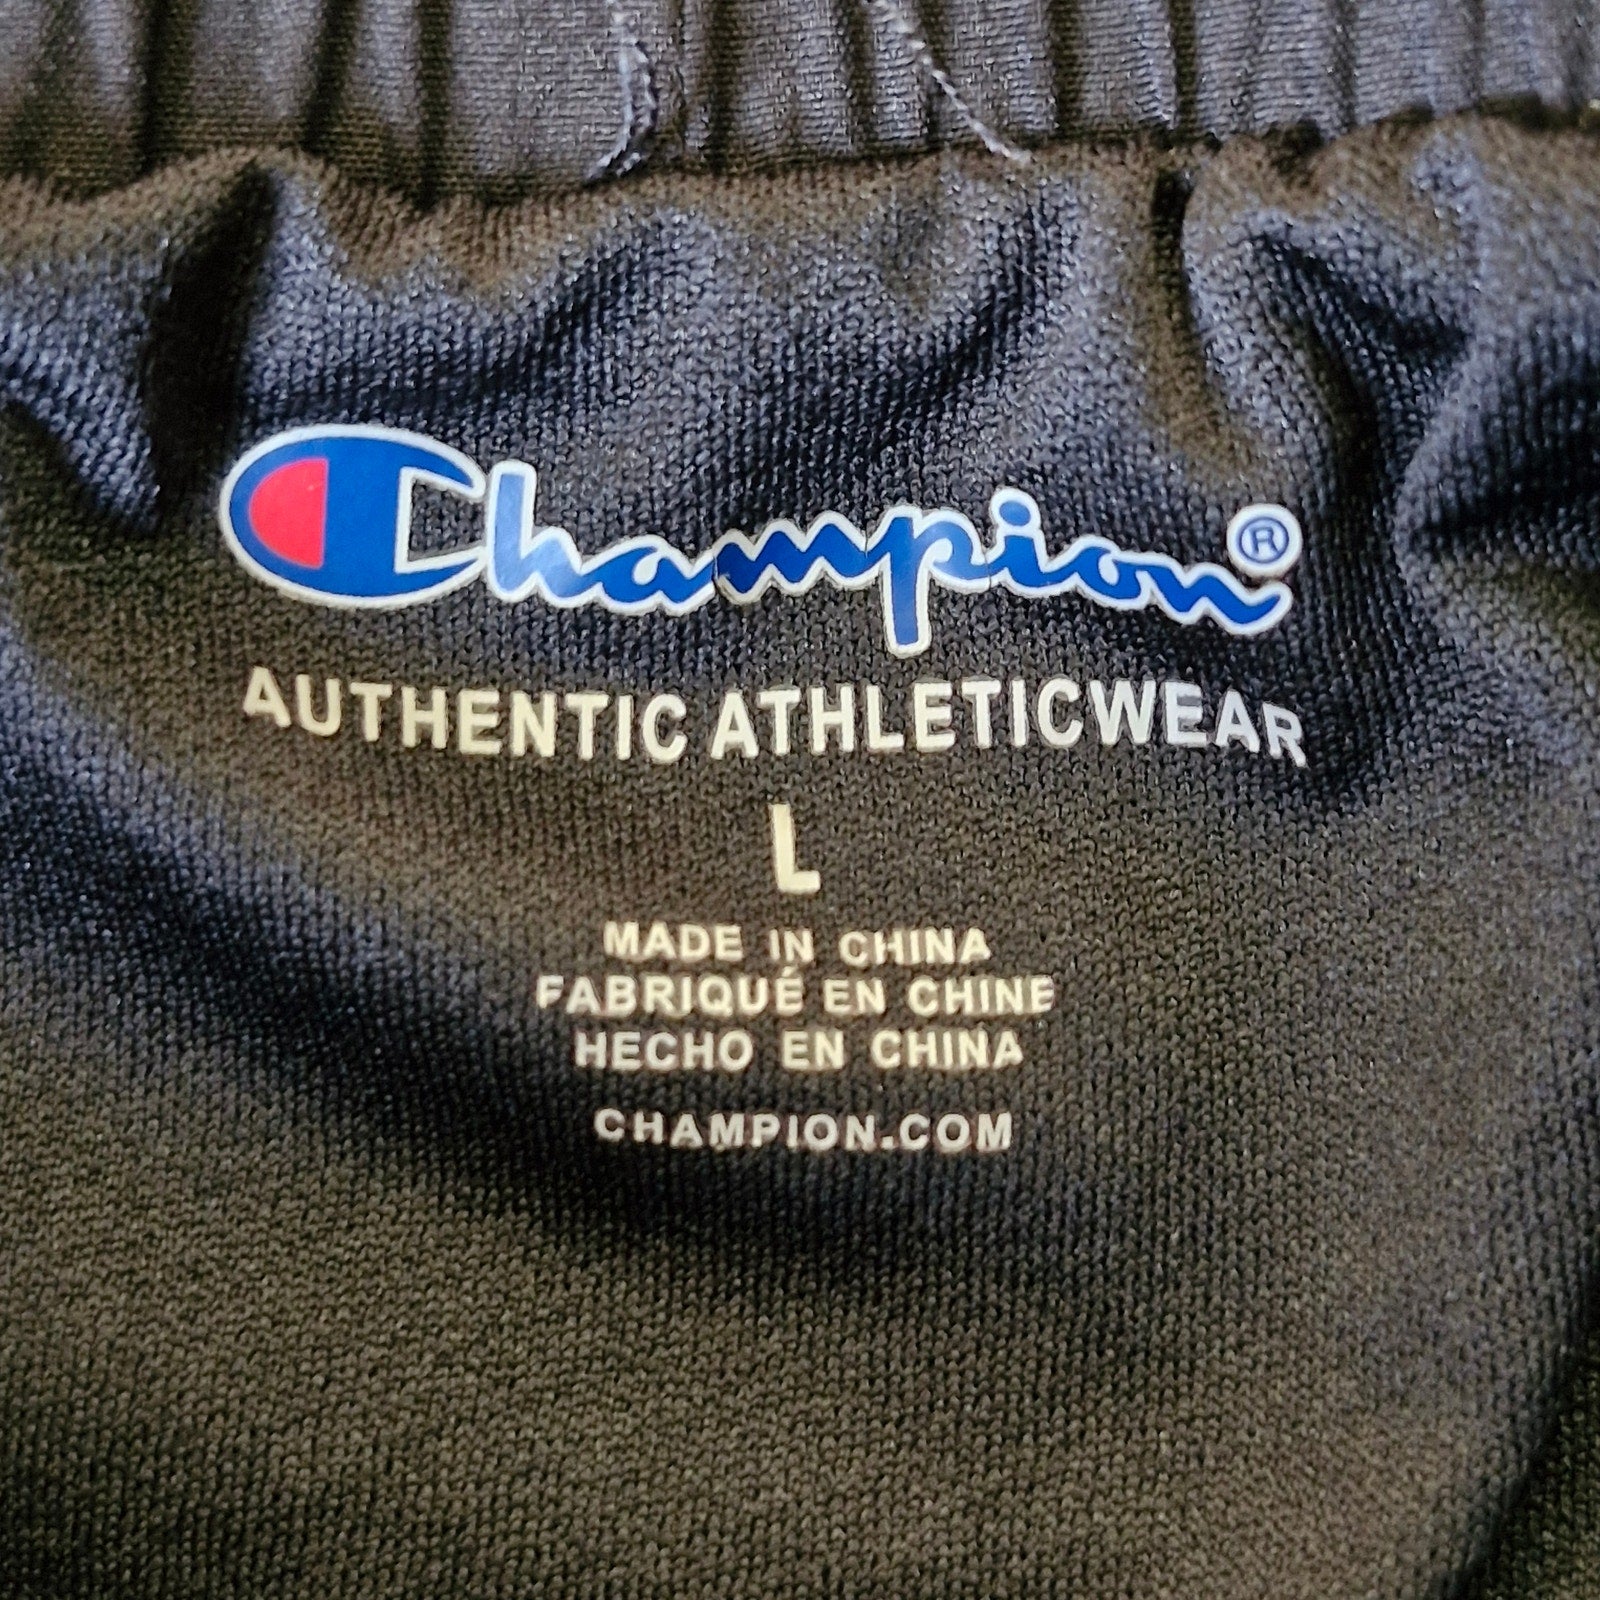 Champion®
AUTHENTIC ATHLETICWEAR
L
MADE IN CHINA
FABRIQUÉ EN CHINE
HECHO EN CHINA
CHAMPION.COM